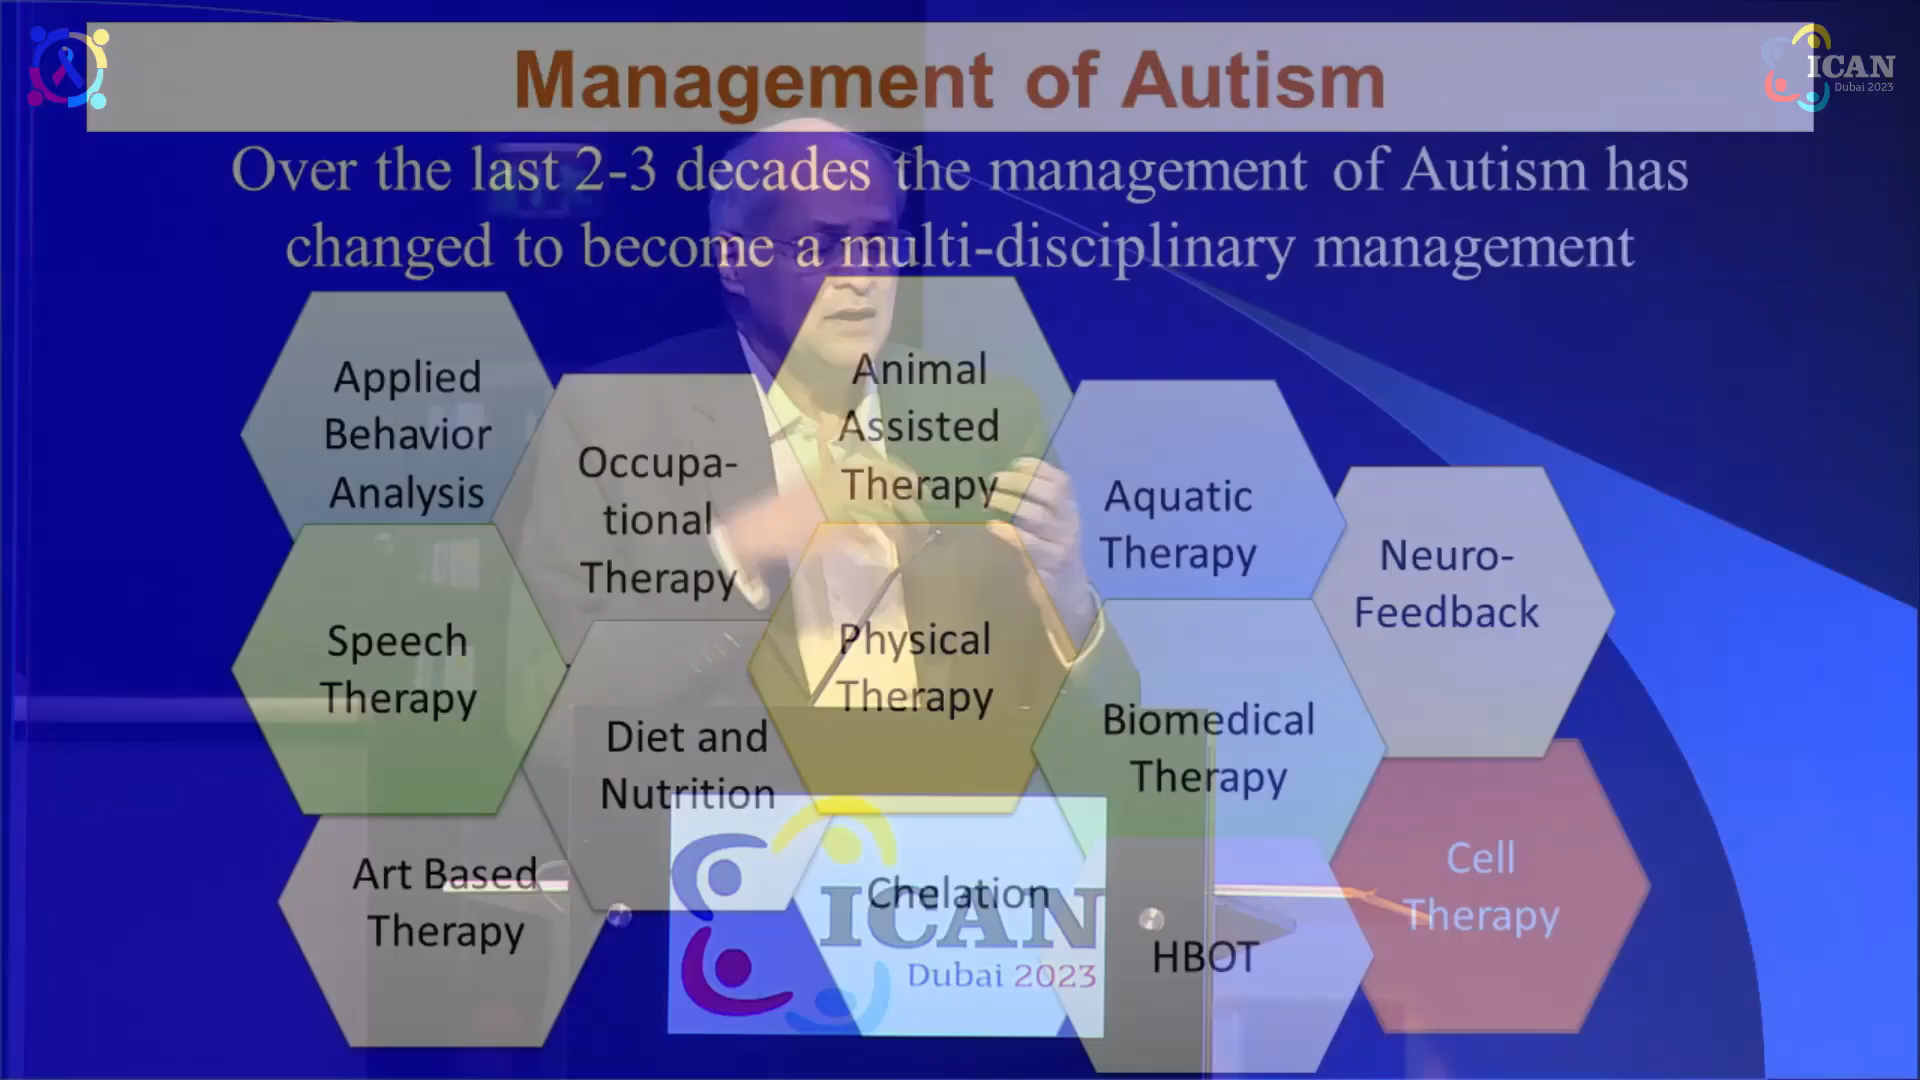 Management of Autism
ICAN
Dubai 2023
Over the last 2-3 decades the management of Autism has
changed to become a multi-disciplinary management
Applied
Behavior
Analysis
Occupa-
tional
Therapy
Animal
Assisted
Therapy
Aquatic
Therapy
Neuro-
Feedback
Speech
Therapy
Diet and
Nutrition
Physical
Therapy
Biomedical
Therapy
Cell
Therapy
Art Based
Therapy
Chelation
HBOT
ICAN
Dubai 2023